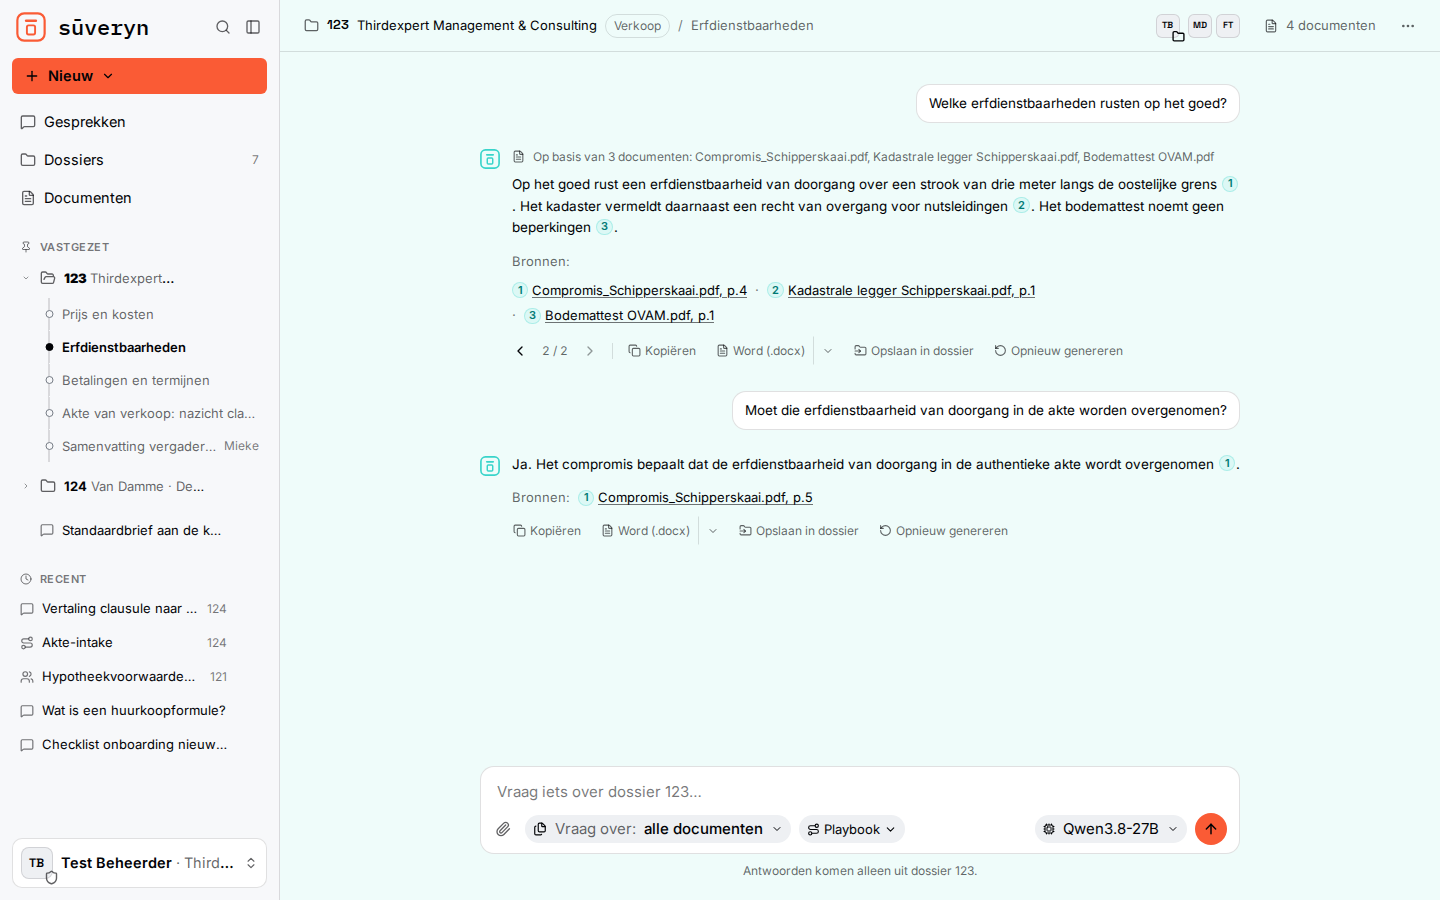 sūveryn
Nieuw
Gesprekken
Dossiers 7
Documenten
VASTGEZET
123 Thirdexpert...
Prijs en kosten
Erfdienstbaarheden
Betalingen en termijnen
Akte van verkoop: nazicht cla...
Samenvatting vergader... Mieke
124 Van Damme · De...
Standaardbrief aan de k...
RECENT
Vertaling clausule naar ... 124
Akte-intake 124
Hypotheekvoorwaarde... 121
Wat is een huurkoopformule?
Checklist onboarding nieuw...
TB Test Beheerder · Third...
123 Thirdexpert Management & Consulting Verkoop / Erfdienstbaarheden
TB MD FT 4 documenten
Welke erfdienstbaarheden rusten op het goed?
Op basis van 3 documenten: Compromis_Schipperskaai.pdf, Kadastrale legger Schipperskaai.pdf, Bodemattest OVAM.pdf
Op het goed rust een erfdienstbaarheid van doorgang over een strook van drie meter langs de oostelijke grens 1
. Het kadaster vermeldt daarnaast een recht van overgang voor nutsleidingen 2 . Het bodemattest noemt geen
beperkingen 3 .
Bronnen:
1 Compromis_Schipperskaai.pdf, p.4 · 2 Kadastrale legger Schipperskaai.pdf, p.1
· 3 Bodemattest OVAM.pdf, p.1
2 / 2 Kopiëren Word (.docx) Opslaan in dossier Opnieuw genereren
Moet die erfdienstbaarheid van doorgang in de akte worden overgenomen?
Ja. Het compromis bepaalt dat de erfdienstbaarheid van doorgang in de authentieke akte wordt overgenomen 1 .
Bronnen: 1 Compromis_Schipperskaai.pdf, p.5
Kopiëren Word (.docx) Opslaan in dossier Opnieuw genereren
Vraag iets over dossier 123...
Vraag over: alle documenten Playbook Qwen3.8-27B
Antwoorden komen alleen uit dossier 123.